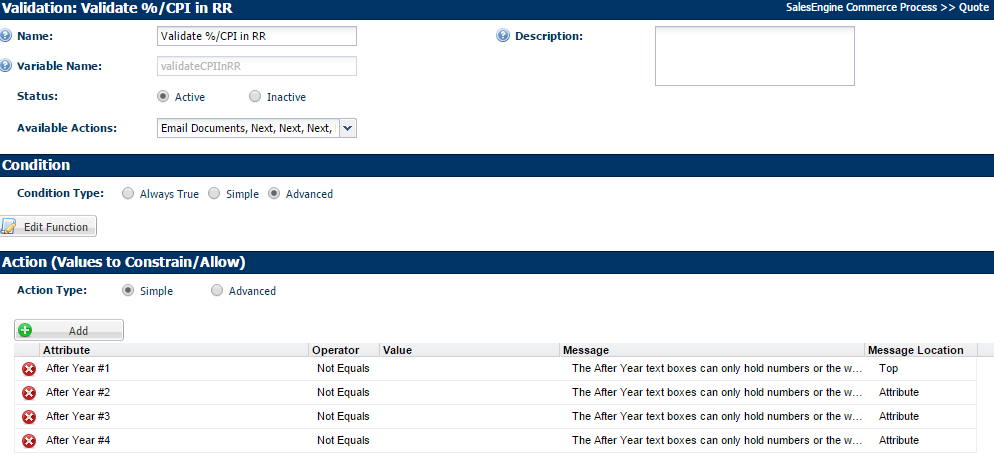 Validation: Validate %/CPI in RR SalesEngine Commerce Process >> Quote
Name: Validate %/CPI in RR Description:
Variable Name: validateCPIInRR
Status: Active Inactive
Available Actions: Email Documents, Next, Next, Next,
Condition
Condition Type: Always True Simple Advanced
Edit Function
Action (Values to Constrain/Allow)
Action Type: Simple Advanced
Add
Attribute Operator Value Message Message Location
After Year #1 Not Equals The After Year text boxes can only hold numbers or the w... Top
After Year #2 Not Equals The After Year text boxes can only hold numbers or the w... Attribute
After Year #3 Not Equals The After Year text boxes can only hold numbers or the w... Attribute
After Year #4 Not Equals The After Year text boxes can only hold numbers or the w... Attribute